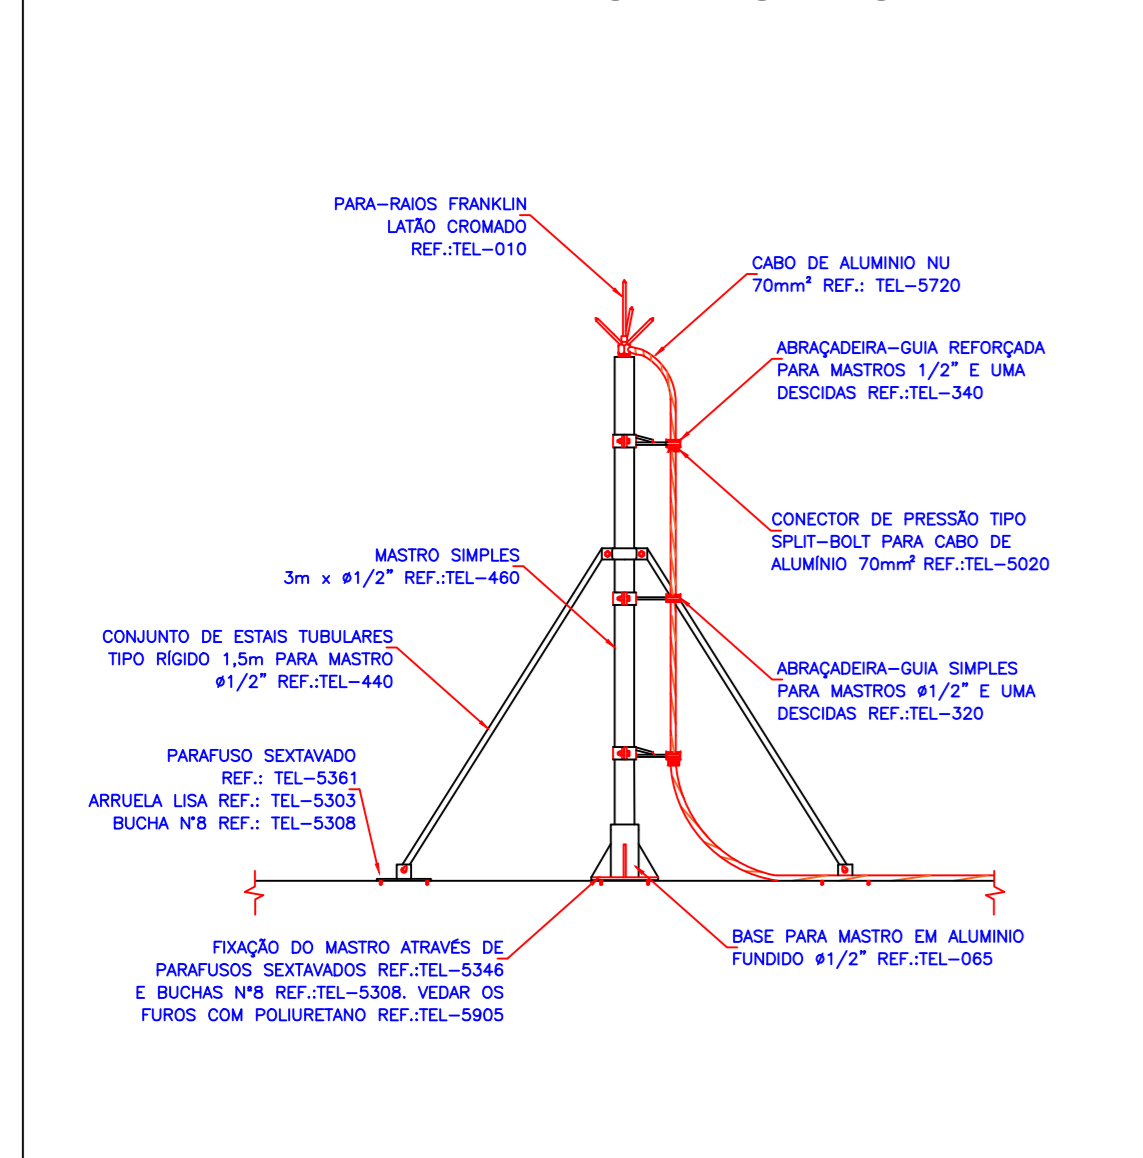 PARA-RAIOS FRANKLIN
LATÃO CROMADO
REF.:TEL-010
CABO DE ALUMINIO NU
70mm² REF.: TEL-5720
ABRAÇADEIRA-GUIA REFORÇADA
PARA MASTROS 1/2" E UMA
DESCIDAS REF.:TEL-340
CONECTOR DE PRESSÃO TIPO
SPLIT-BOLT PARA CABO DE
ALUMÍNIO 70mm² REF.:TEL-5020
MASTRO SIMPLES
3m x ø1/2" REF.:TEL-460
CONJUNTO DE ESTAIS TUBULARES
TIPO RÍGIDO 1,5m PARA MASTRO
ø1/2" REF.:TEL-440
ABRAÇADEIRA-GUIA SIMPLES
PARA MASTROS ø1/2" E UMA
DESCIDAS REF.:TEL-320
PARAFUSO SEXTAVADO
REF.: TEL-5361
ARRUELA LISA REF.: TEL-5303
BUCHA N°8 REF.: TEL-5308
FIXAÇÃO DO MASTRO ATRAVÉS DE
PARAFUSOS SEXTAVADOS REF.:TEL-5346
E BUCHAS Nº8 REF.:TEL-5308. VEDAR OS
FUROS COM POLIURETANO REF.:TEL-5905
BASE PARA MASTRO EM ALUMINIO
FUNDIDO ø1/2" REF.:TEL-065